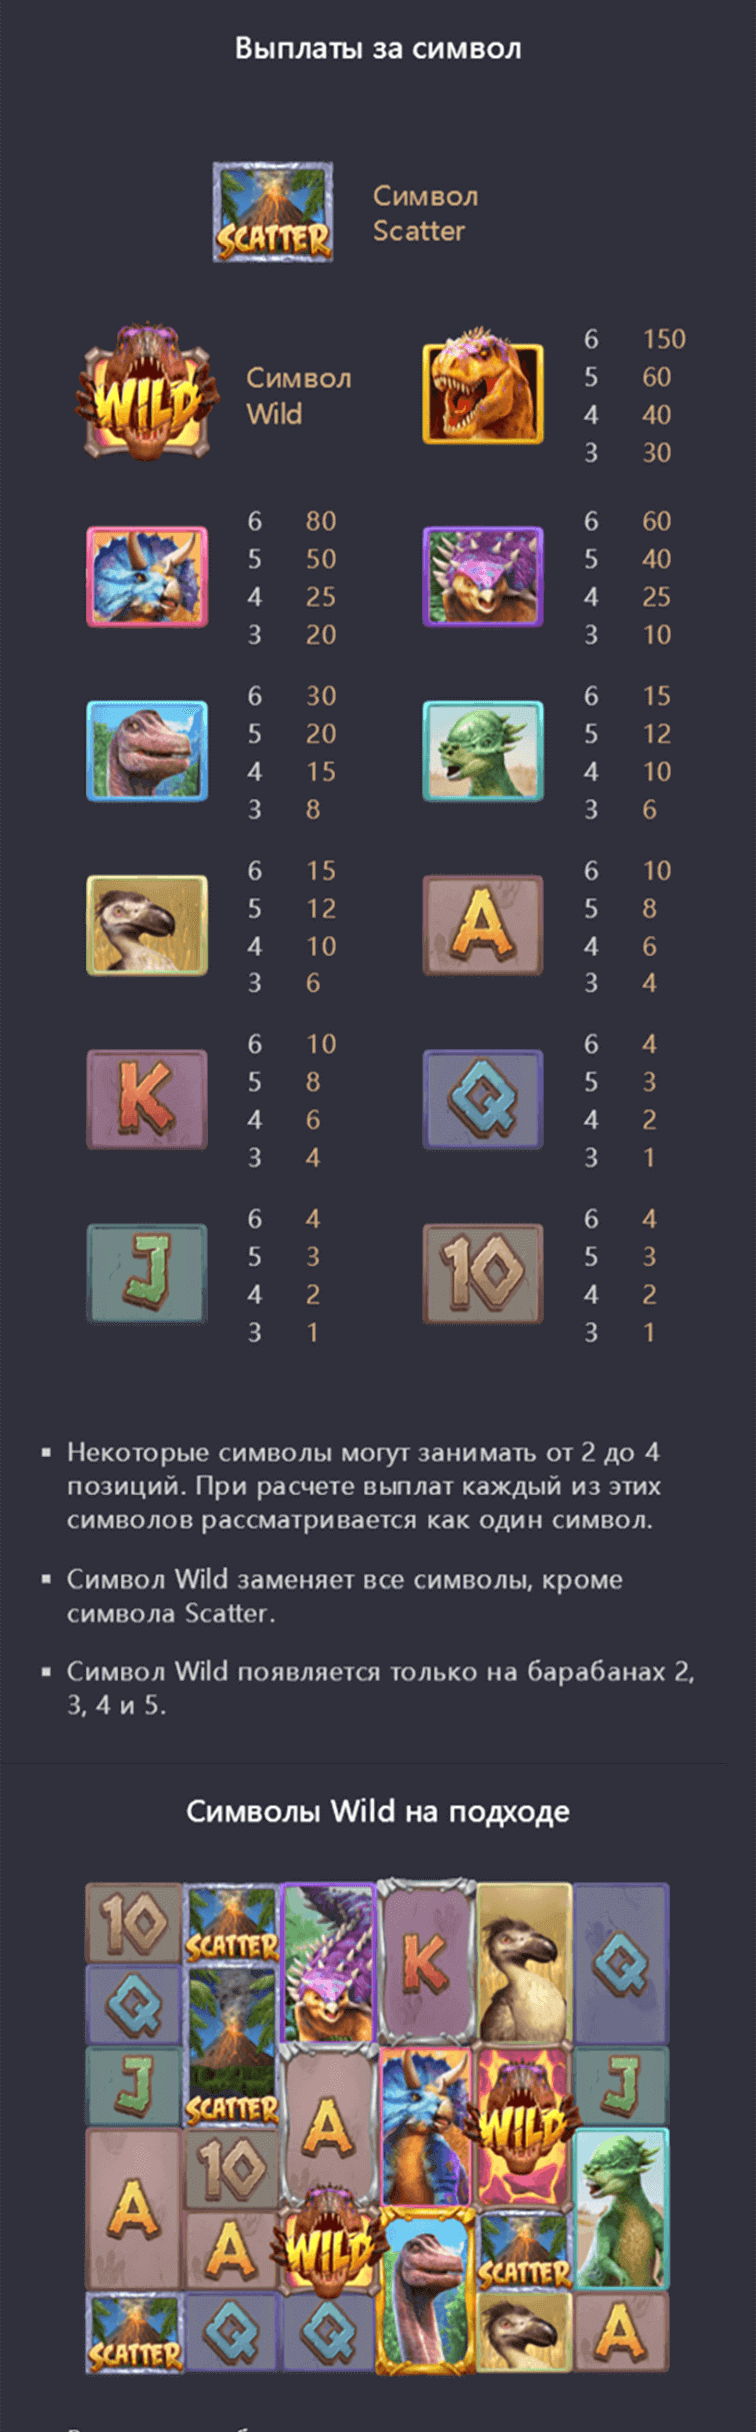 Выплаты за символ
SCATTER
Символ
Scatter
WILD
Символ
Wild
6 150
5 60
4 40
3 30
6 80
5 50
4 25
3 20
6 60
5 40
4 25
3 10
6 30
5 20
4 15
3 8
6 15
5 12
4 10
3 6
6 15
5 12
4 10
3 6
A
6 10
5 8
4 6
3 4
K
6 10
5 8
4 6
3 4
Q
6 4
5 3
4 2
3 1
J
6 4
5 3
4 2
3 1
10
6 4
5 3
4 2
3 1
▪ Некоторые символы могут занимать от 2 до 4
позиций. При расчете выплат каждый из этих
символов рассматривается как один символ.
▪ Символ Wild заменяет все символы, кроме
символа Scatter.
▪ Символ Wild появляется только на барабанах 2,
3, 4 и 5.
Символы Wild на подходе
10 SCATTER K Q
Q SCATTER
J A WILD J
A 10
A WILD SCATTER
SCATTER Q Q A